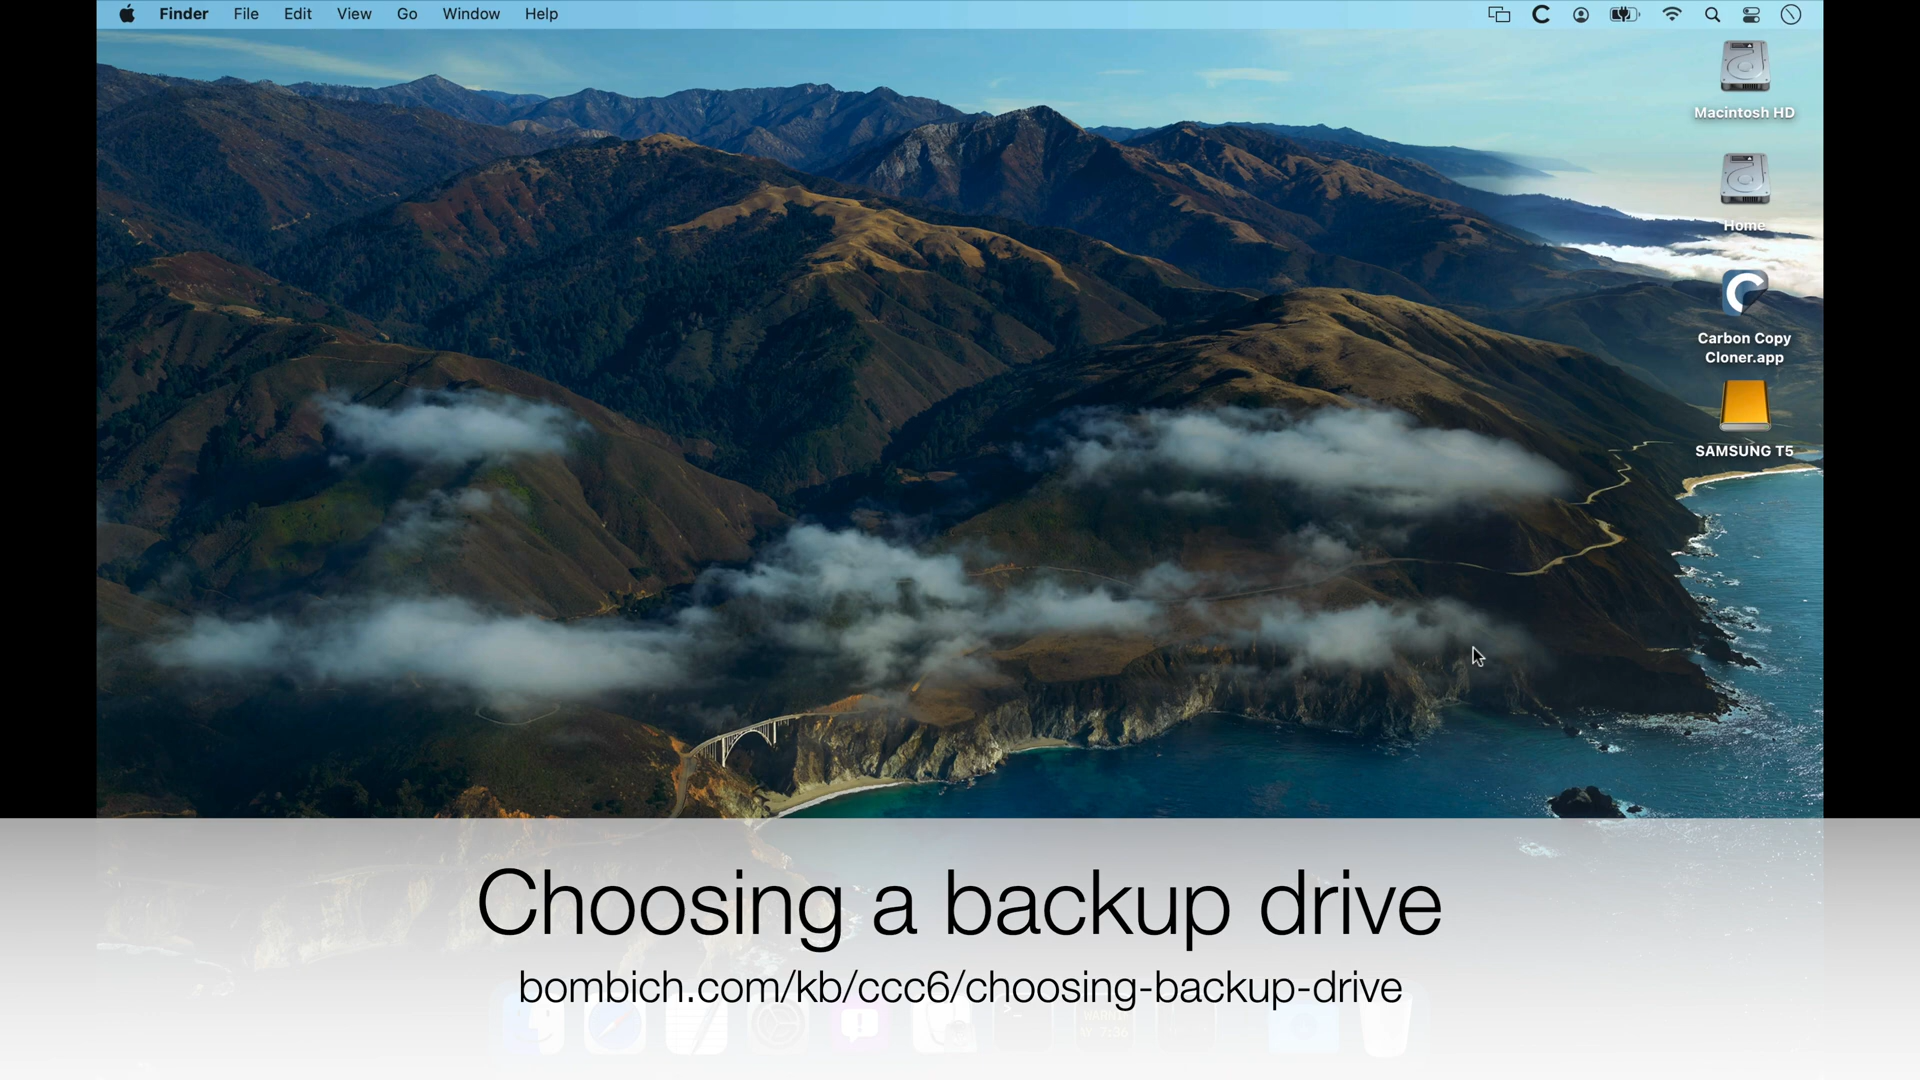 Finder File Edit View Go Window Help
Macintosh HD
Home
Carbon Copy
Cloner.app
SAMSUNG T5
Choosing a backup drive
bombich.com/kb/ccc6/choosing-backup-drive